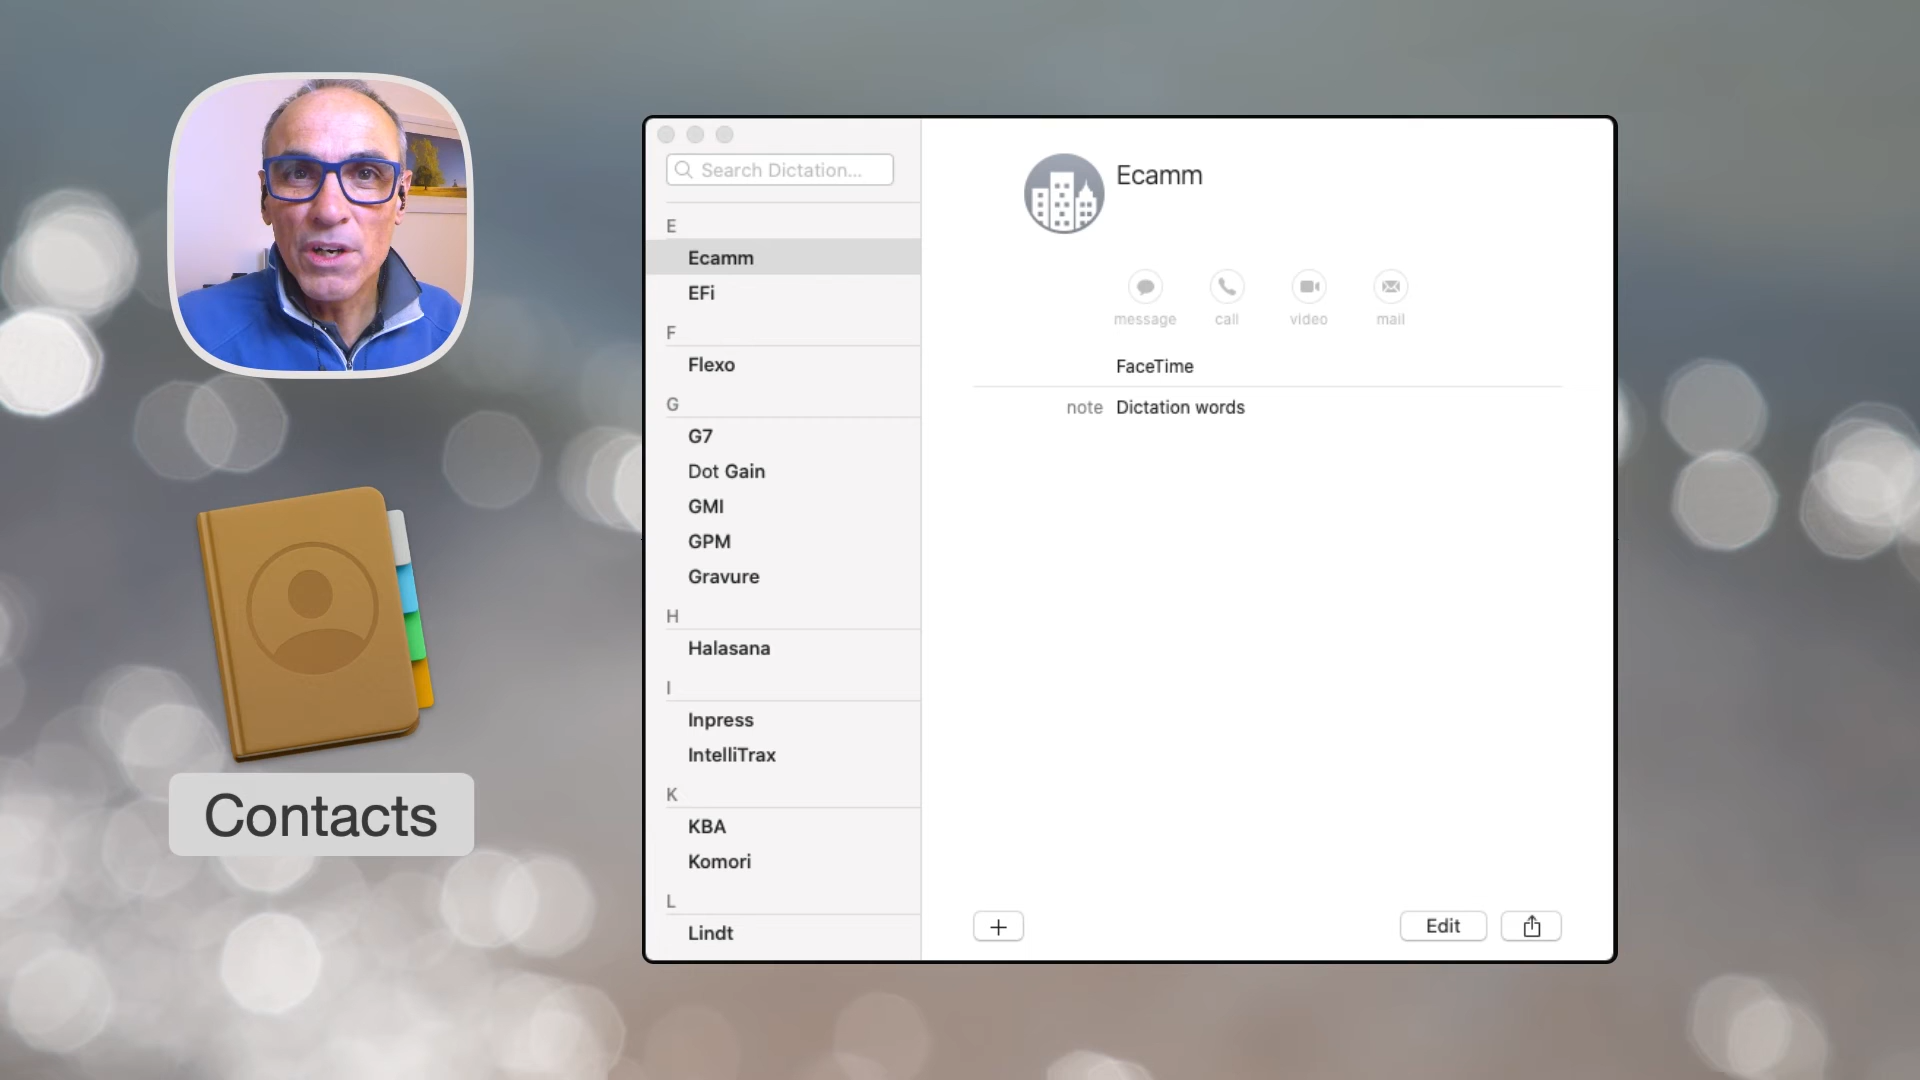 Search Dictation...
E
Ecamm
EFi
F
Flexo
G
G7
Dot Gain
GMI
GPM
Gravure
H
Halasana
I
Inpress
IntelliTrax
K
KBA
Komori
L
Lindt
Ecamm
message call video mail
FaceTime
note Dictation words
Edit
Contacts